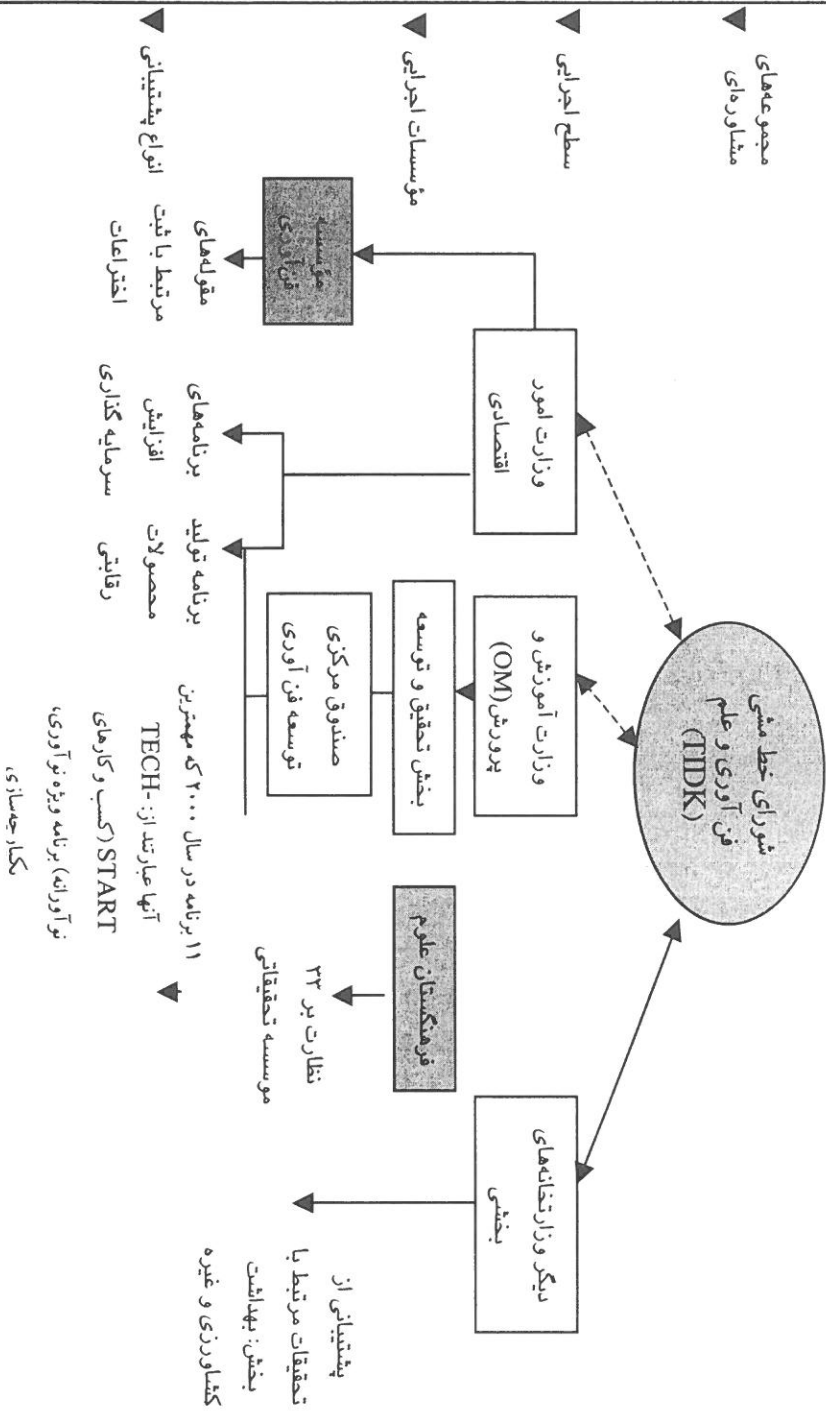 مجموعه‌های
مشاوره‌ای
سطح اجرایی
مؤسسات اجرایی
انواع پشتیبانی
شورای خط مشی
فن آوری و علم
(TIDK)
وزارت امور
اقتصادی
وزارت آموزش و
پرورش (OM)
دیگر وزارتخانه‌های
بخشی
بخش تحقیق و توسعه
فرهنگستان علوم
مؤسسه
فن آوری
صندوق مرکزی
توسعه فن آوری
مقوله‌های
مرتبط با ثبت
اختراعات
برنامه‌های
افزایش
سرمایه گذاری
برنامه تولید
محصولات
رقابتی
۱۱ برنامه در سال ۲۰۰۰ که مهمترین
آنها عبارتند از: TECH-
START (کسب و کارهای
نوآورانه) برنامه ویژه نوآوری،
یکپارچه‌سازی
نظارت بر ۳۳
موسسه تحقیقاتی
پشتیبانی از
تحقیقات مرتبط با
بخش: بهداشت
کشاورزی و غیره